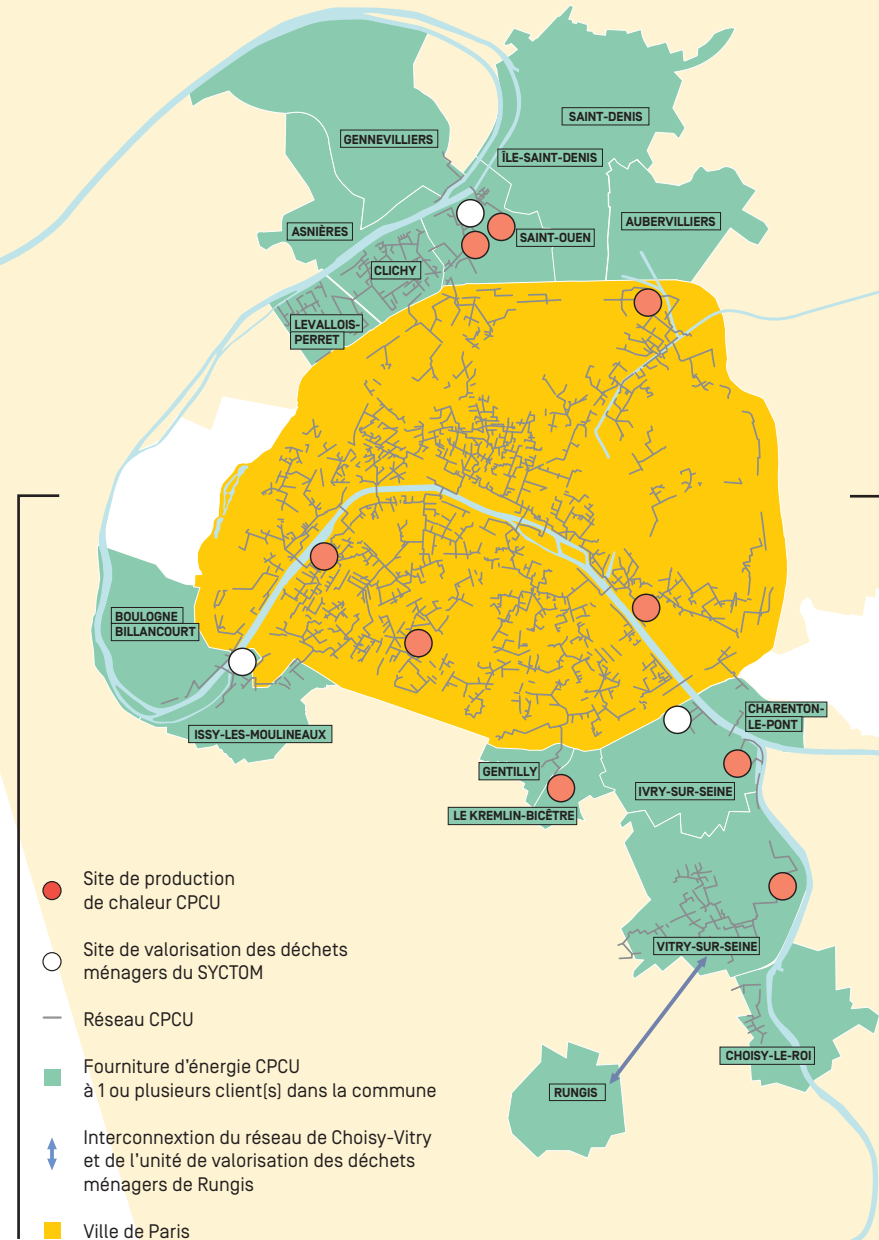 SAINT-DENIS
GENNEVILLIERS
ÎLE-SAINT-DENIS
AUBERVILLIERS
ASNIÈRES
SAINT-OUEN
CLICHY
LEVALLOIS-
PERRET
BOULOGNE
BILLANCOURT
CHARENTON-
LE-PONT
ISSY-LES-MOULINEAUX
GENTILLY
IVRY-SUR-SEINE
LE KREMLIN-BICÊTRE
VITRY-SUR-SEINE
CHOISY-LE-ROI
RUNGIS
Site de production
de chaleur CPCU
Site de valorisation des déchets
ménagers du SYCTOM
Réseau CPCU
Fourniture d'énergie CPCU
à 1 ou plusieurs client(s) dans la commune
Interconnextion du réseau de Choisy-Vitry
et de l'unité de valorisation des déchets
ménagers de Rungis
Ville de Paris